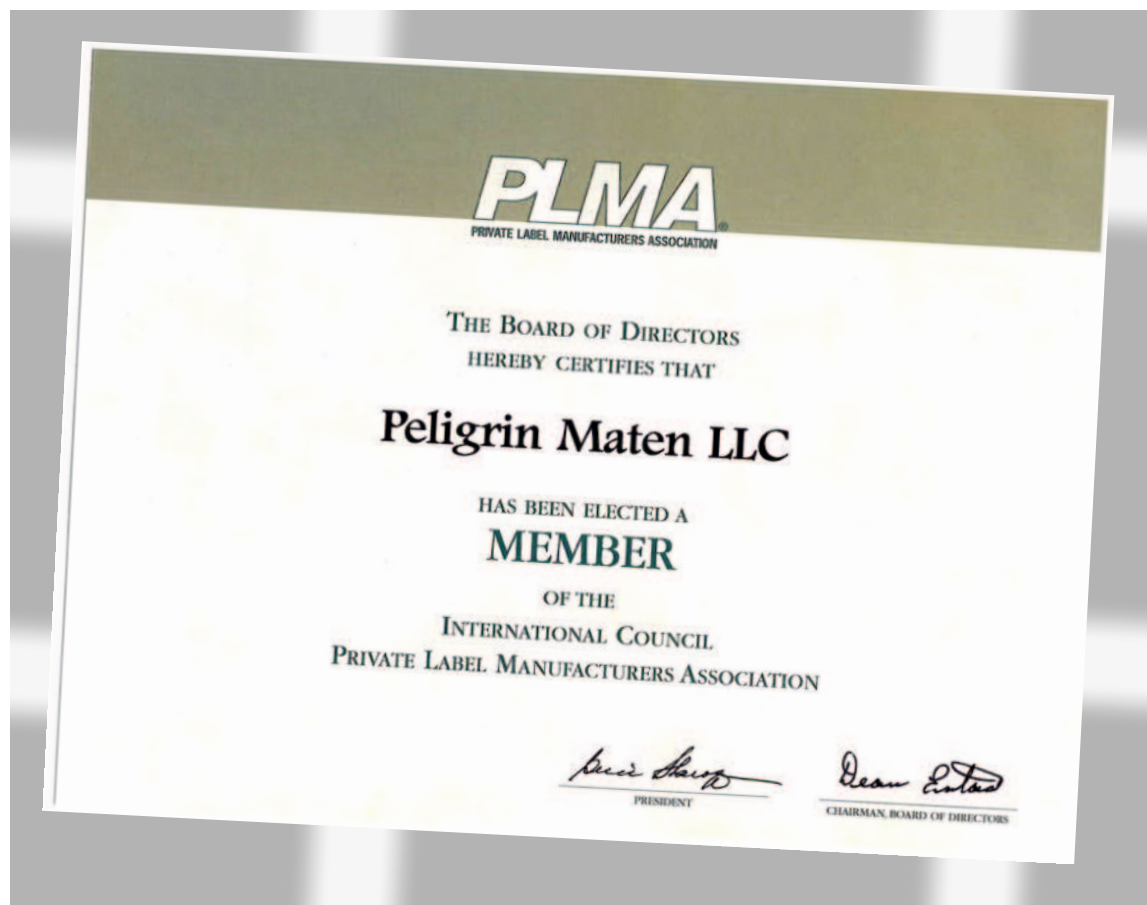 PLMA®
PRIVATE LABEL MANUFACTURERS ASSOCIATION
THE BOARD OF DIRECTORS
HEREBY CERTIFIES THAT
Peligrin Maten LLC
HAS BEEN ELECTED A
MEMBER
OF THE
INTERNATIONAL COUNCIL
PRIVATE LABEL MANUFACTURERS ASSOCIATION
Dean
PRESIDENT
CHAIRMAN, BOARD OF DIRECTORS